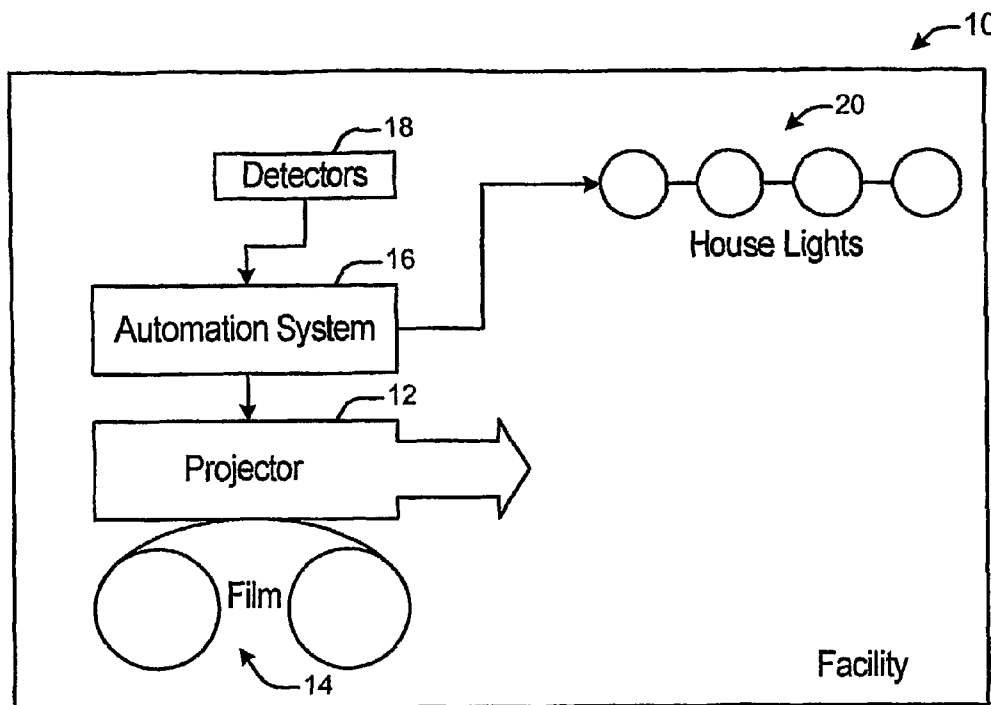 10
20
18
Detectors
House Lights
16
Automation System
12
Projector
Film
14
Facility